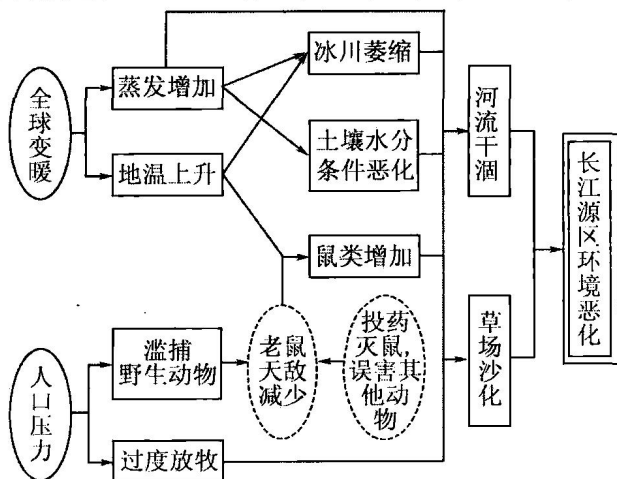 全球变暖
蒸发增加
地温上升
冰川萎缩
土壤水分
条件恶化
鼠类增加
河流干涸
草场沙化
长江源区环境恶化
人口压力
滥捕
野生动物
过度放牧
老鼠
天敌
减少
投药
灭鼠,
误害其
他动
物